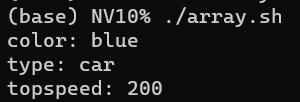 (base) NV10% ./array.sh
color: blue
type: car
topspeed: 200